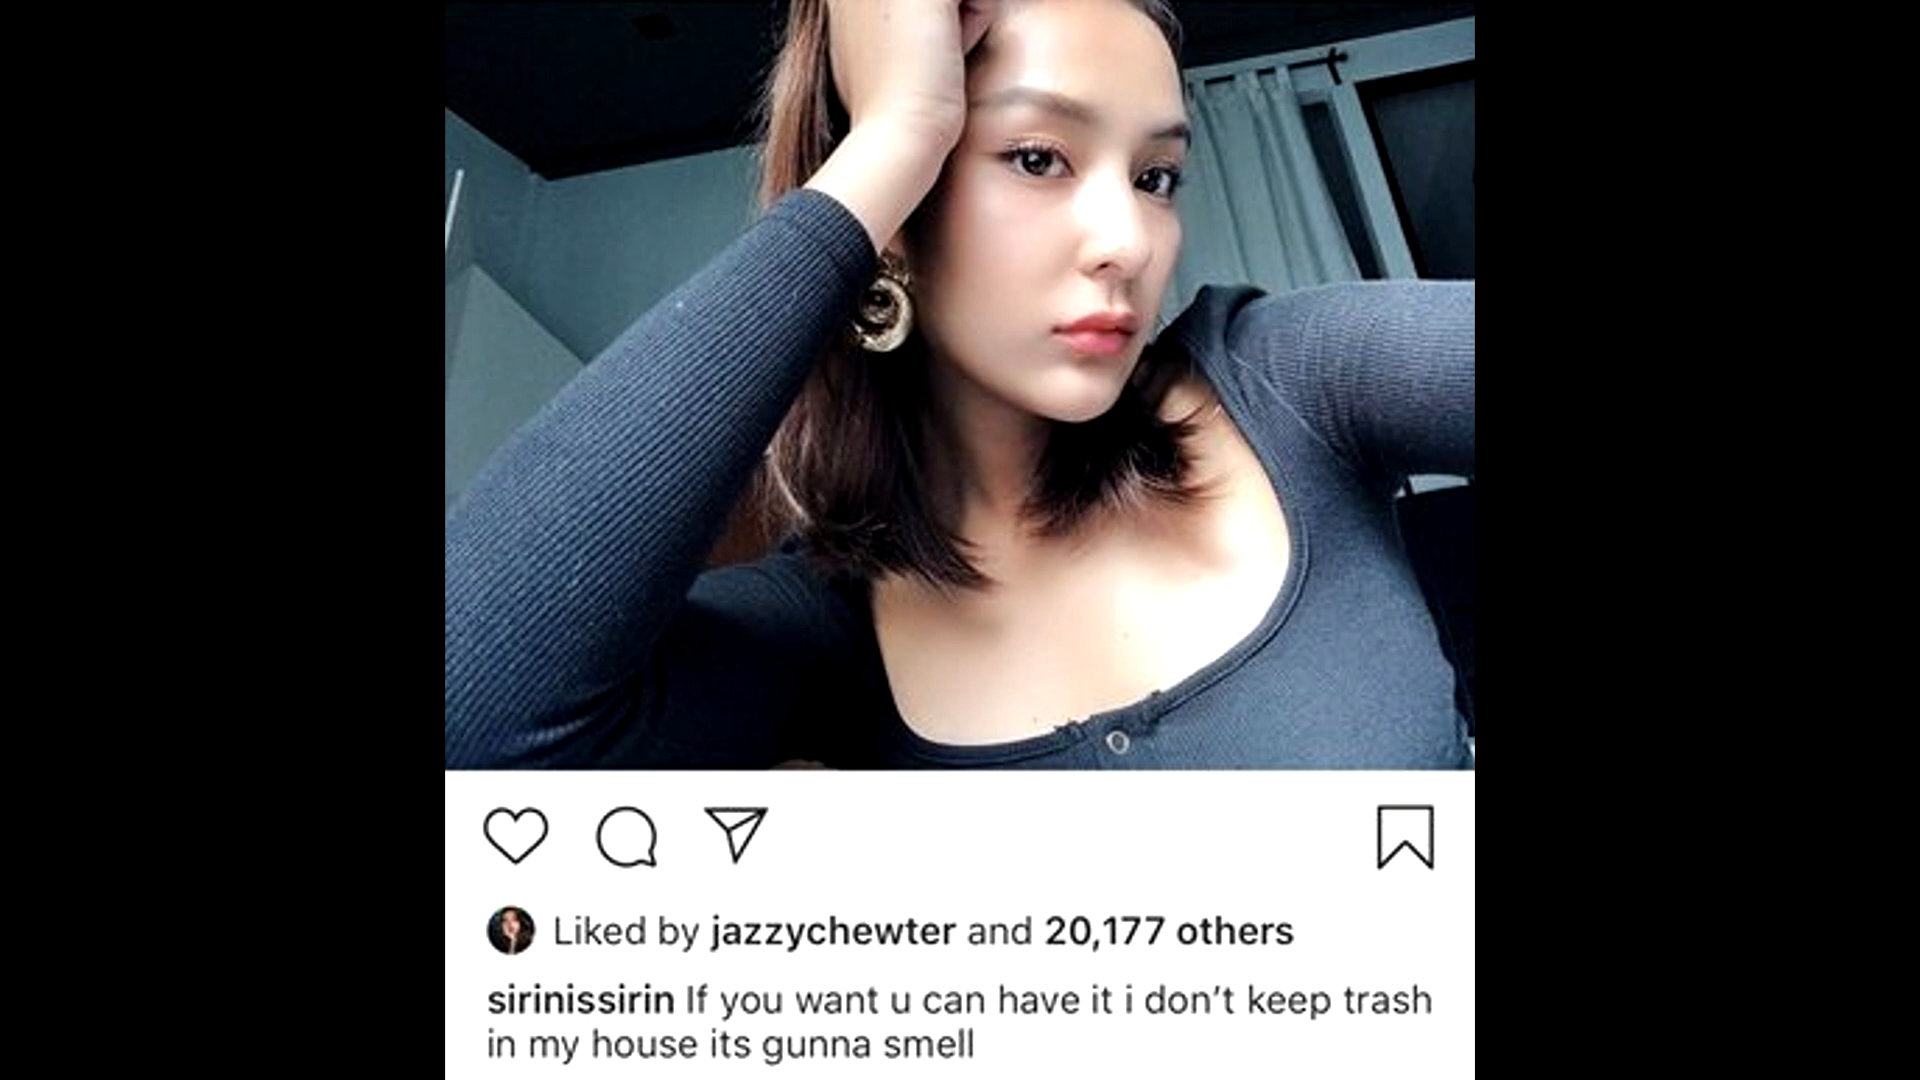 Liked by jazzychewter and 20,177 others
sirinissirin If you want u can have it i don’t keep trash
in my house its gunna smell